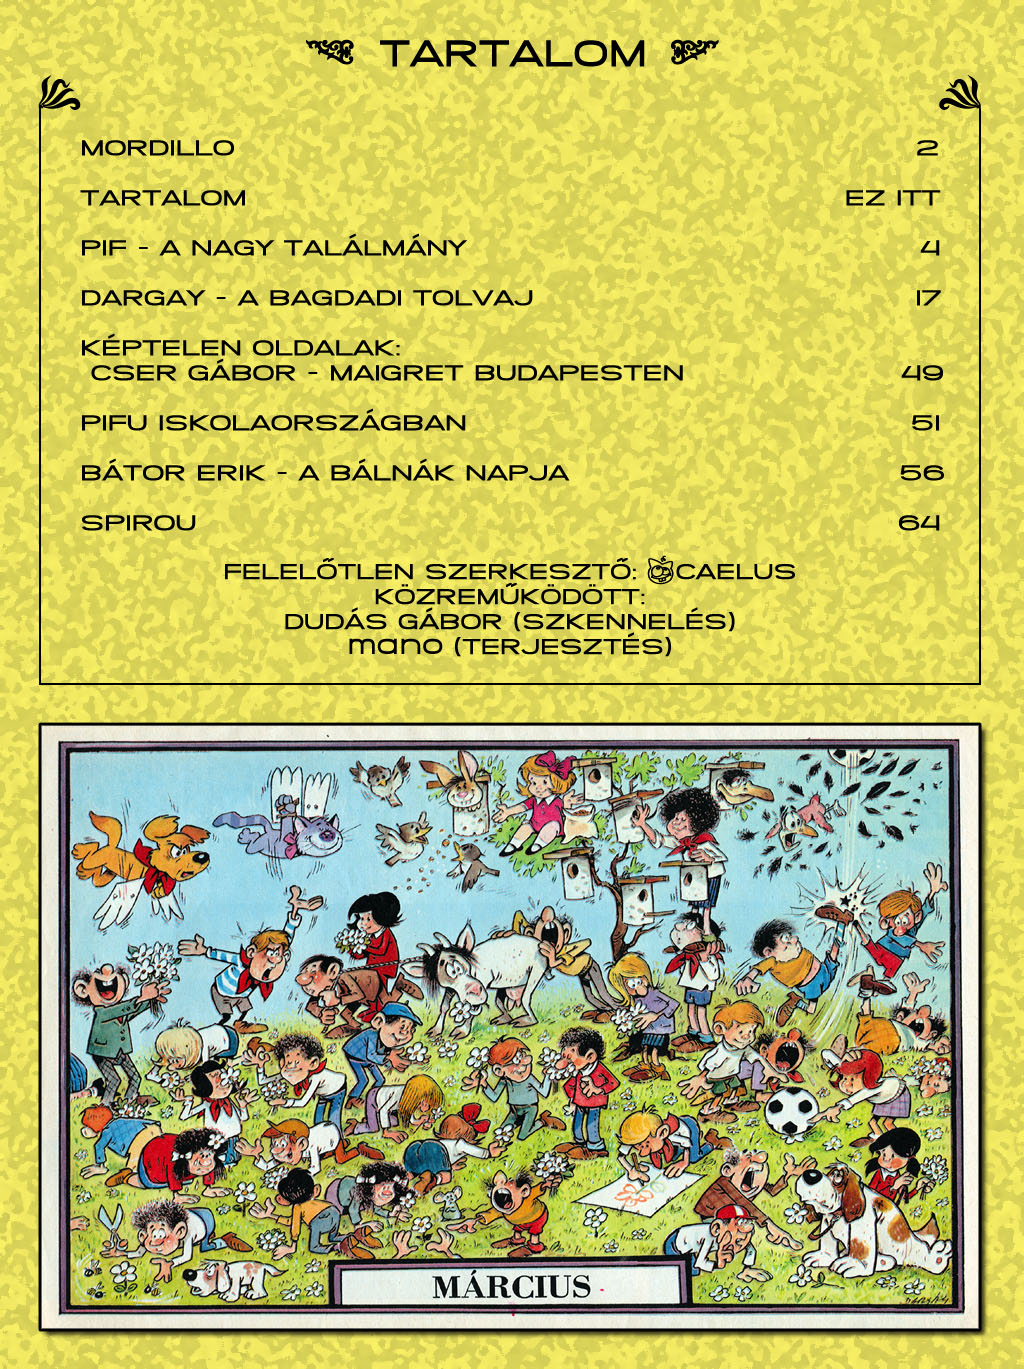 TARTALOM
MORDILLO 2
TARTALOM EZ ITT
PIF - A NAGY TALÁLMÁNY 4
DARGAY - A BAGDADI TOLVAJ 17
KÉPTELEN OLDALAK:
CSER GÁBOR - MAIGRET BUDAPESTEN 49
PIFU ISKOLAORSZÁGBAN 51
BÁTOR ERIK - A BÁLNÁK NAPJA 56
SPIROU 64
FELELŐTLEN SZERKESZTŐ: CAELUS
KÖZREMŰKÖDÖTT:
DUDÁS GÁBOR (SZKENNELÉS)
mano (TERJESZTÉS)
MÁRCIUS